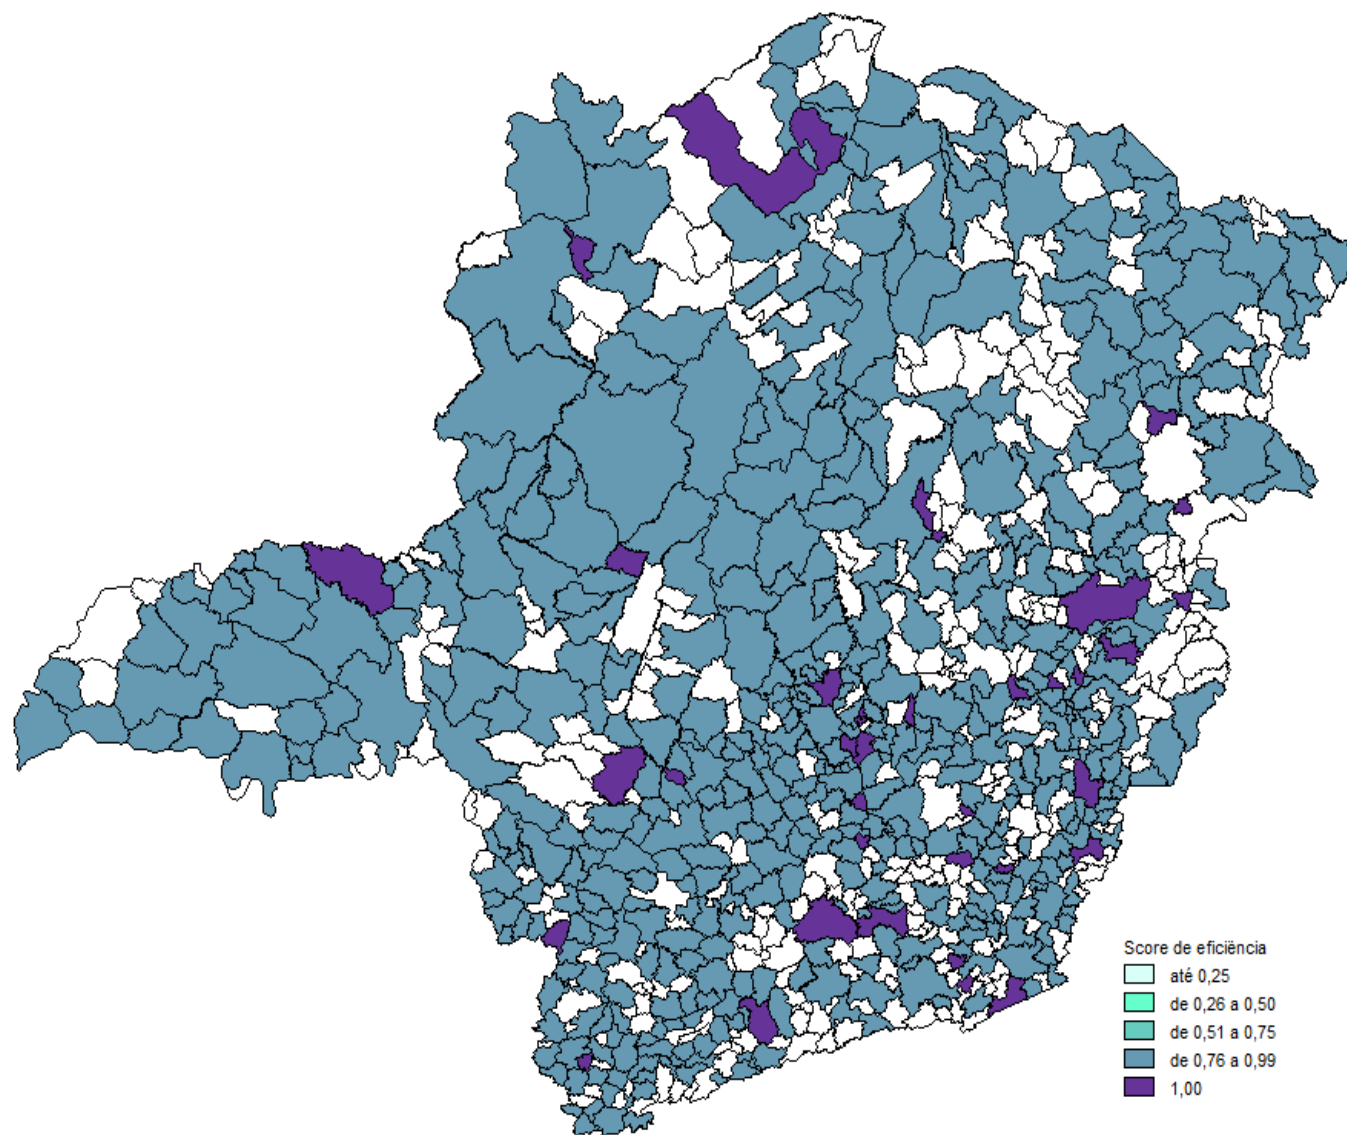 Score de eficiência
até 0,25
de 0,26 a 0,50
de 0,51 a 0,75
de 0,76 a 0,99
1,00